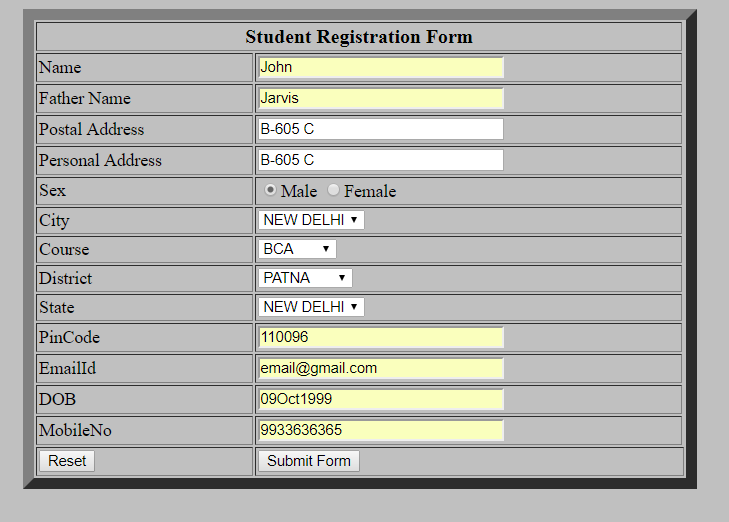 Student Registration Form
Name John
Father Name Jarvis
Postal Address B-605 C
Personal Address B-605 C
Sex Male Female
City NEW DELHI
Course BCA
District PATNA
State NEW DELHI
PinCode 110096
EmailId email@gmail.com
DOB 09Oct1999
MobileNo 9933636365
Reset Submit Form